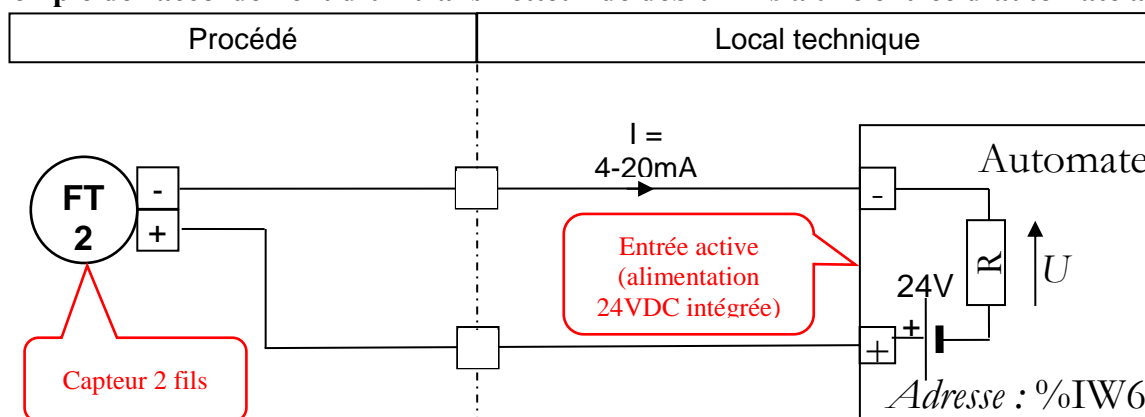 Procédé
Local technique
I =
4-20mA
Automate
FT
2
-
+
-
Entrée active
(alimentation
24VDC intégrée)
R
U
24V
+
+
Capteur 2 fils
Adresse : %IW6